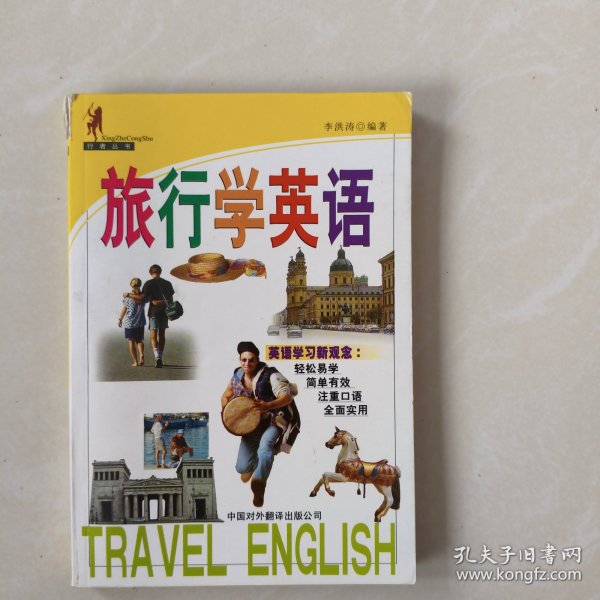 李洪涛◎编著
XingZheCongShu
行者丛书
旅行学英语
英语学习新观念：
轻松易学
简单有效
注重口语
全面实用
中国对外翻译出版公司
TRAVEL ENGLISH
孔夫子旧书网
www.kongfz.com